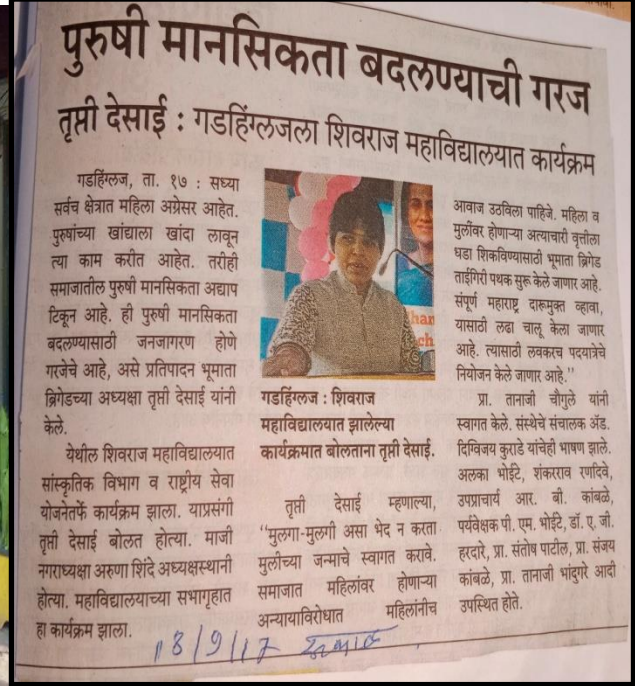 पुरुषी मानसिकता बदलण्याची गरज
तृप्ती देसाई : गडहिंग्लजला शिवराज महाविद्यालयात कार्यक्रम
गडहिंग्लज, ता. १७ : सध्या
सर्वच क्षेत्रात महिला अग्रेसर आहेत.
पुरुषांच्या खांद्याला खांदा लावून
त्या काम करीत आहेत. तरीही
समाजातील पुरुषी मानसिकता अद्याप
टिकून आहे. ही पुरुषी मानसिकता
बदलण्यासाठी जनजागरण होणे
गरजेचे आहे, असे प्रतिपादन भूमाता
ब्रिगेडच्या अध्यक्षा तृप्ती देसाई यांनी
केले.
येथील शिवराज महाविद्यालयात
सांस्कृतिक विभाग व राष्ट्रीय सेवा
योजनेतर्फे कार्यक्रम झाला. याप्रसंगी
तृप्ती देसाई बोलत होत्या. माजी
नगराध्यक्षा अरुणा शिंदे अध्यक्षस्थानी
होत्या. महाविद्यालयाच्या सभागृहात
हा कार्यक्रम झाला.
गडहिंग्लज : शिवराज
महाविद्यालयात झालेल्या
कार्यक्रमात बोलताना तृप्ती देसाई.
तृप्ती देसाई म्हणाल्या,
‘‘मुलगा-मुलगी असा भेद न करता
मुलीच्या जन्माचे स्वागत करावे.
समाजात महिलांवर होणाऱ्या
अन्यायाविरोधात महिलांनीच
आवाज उठविला पाहिजे. महिला व
मुलींवर होणाऱ्या अत्याचारी वृत्तीला
धडा शिकविण्यासाठी भूमाता ब्रिगेड
ताईगिरी पथक सुरू केले जाणार आहे.
संपूर्ण महाराष्ट्र दारूमुक्त व्हावा,
यासाठी लढा चालू केला जाणार
आहे. त्यासाठी लवकरच पदयात्रेचे
नियोजन केले जाणार आहे.’’
प्रा. तानाजी चौगुले यांनी
स्वागत केले. संस्थेचे संचालक ॲड.
दिग्विजय कुराडे यांचेही भाषण झाले.
अलका भोईटे, शंकरराव रणदिवे,
उपप्राचार्य आर. बी. कांबळे,
पर्यवेक्षक पी. एम. भोईटे, डॉ. ए. जी.
हरदारे, प्रा. संतोष पाटील, प्रा. संजय
कांबळे, प्रा. तानाजी भांदुगरे आदी
उपस्थित होते.
18/9/17